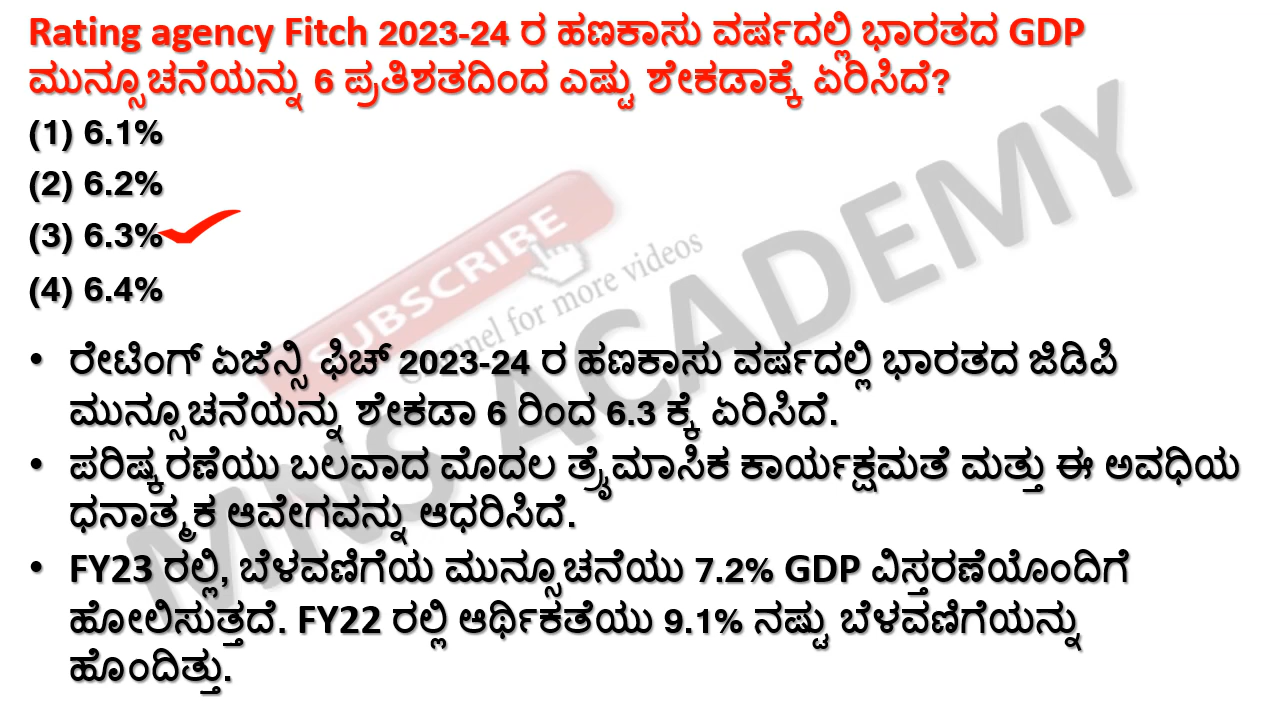 Rating agency Fitch 2023-24 ರ ಹಣಕಾಸು ವರ್ಷದಲ್ಲಿ ಭಾರತದ GDP
ಮುನ್ಸೂಚನೆಯನ್ನು 6 ಪ್ರತಿಶತದಿಂದ ಎಷ್ಟು ಶೇಕಡಾಕ್ಕೆ ಏರಿಸಿದೆ?
(1) 6.1%
(2) 6.2%
(3) 6.3%
(4) 6.4%
SUBSCRIBE
Channel for more videos
MNS ACADEMY
• ರೇಟಿಂಗ್ ಏಜೆನ್ಸಿ ಫಿಚ್ 2023-24 ರ ಹಣಕಾಸು ವರ್ಷದಲ್ಲಿ ಭಾರತದ ಜಿಡಿಪಿ
ಮುನ್ಸೂಚನೆಯನ್ನು ಶೇಕಡಾ 6 ರಿಂದ 6.3 ಕ್ಕೆ ಏರಿಸಿದೆ.
• ಪರಿಷ್ಕರಣೆಯು ಬಲವಾದ ಮೊದಲ ತ್ರೈಮಾಸಿಕ ಕಾರ್ಯಕ್ಷಮತೆ ಮತ್ತು ಈ ಅವಧಿಯ
ಧನಾತ್ಮಕ ಆವೇಗವನ್ನು ಆಧರಿಸಿದೆ.
• FY23 ರಲ್ಲಿ, ಬೆಳವಣಿಗೆಯ ಮುನ್ಸೂಚನೆಯು 7.2% GDP ವಿಸ್ತರಣೆಯೊಂದಿಗೆ
ಹೋಲಿಸುತ್ತದೆ. FY22 ರಲ್ಲಿ ಆರ್ಥಿಕತೆಯು 9.1% ನಷ್ಟು ಬೆಳವಣಿಗೆಯನ್ನು
ಹೊಂದಿತ್ತು.